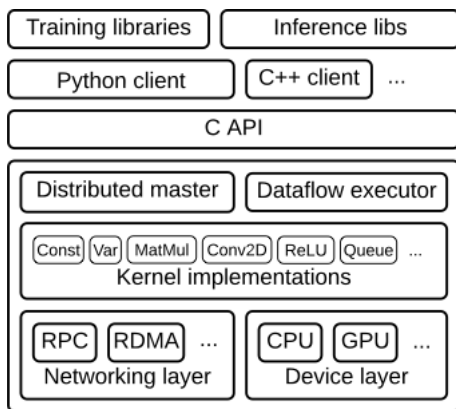 Training libraries Inference libs
Python client C++ client ...
C API
Distributed master Dataflow executor
Const Var MatMul Conv2D ReLU Queue ...
Kernel implementations
RPC RDMA ... CPU GPU ...
Networking layer Device layer